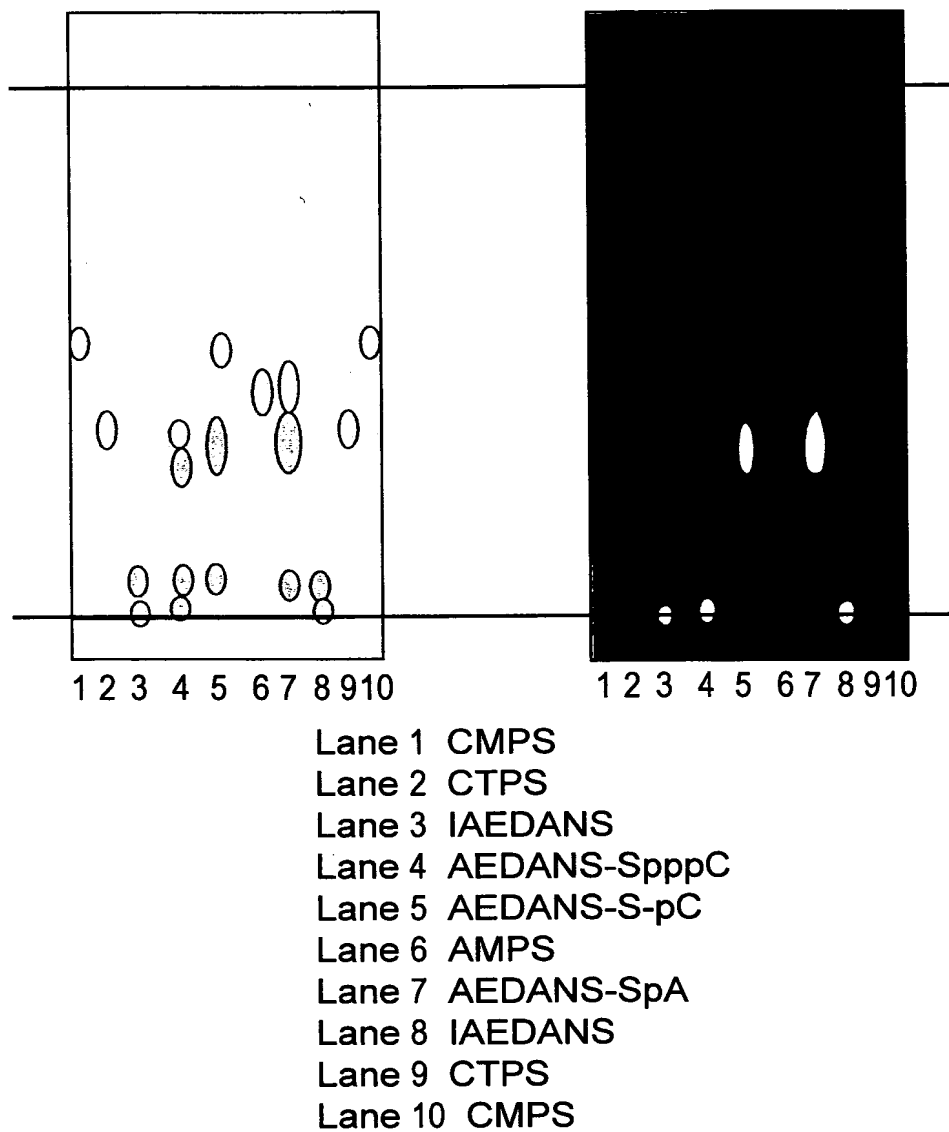 1 2 3 4 5 6 7 8 9 10
1 2 3 4 5 6 7 8 9 10
Lane 1 CMPS
Lane 2 CTPS
Lane 3 IAEDANS
Lane 4 AEDANS-SpppC
Lane 5 AEDANS-S-pC
Lane 6 AMPS
Lane 7 AEDANS-SpA
Lane 8 IAEDANS
Lane 9 CTPS
Lane 10 CMPS